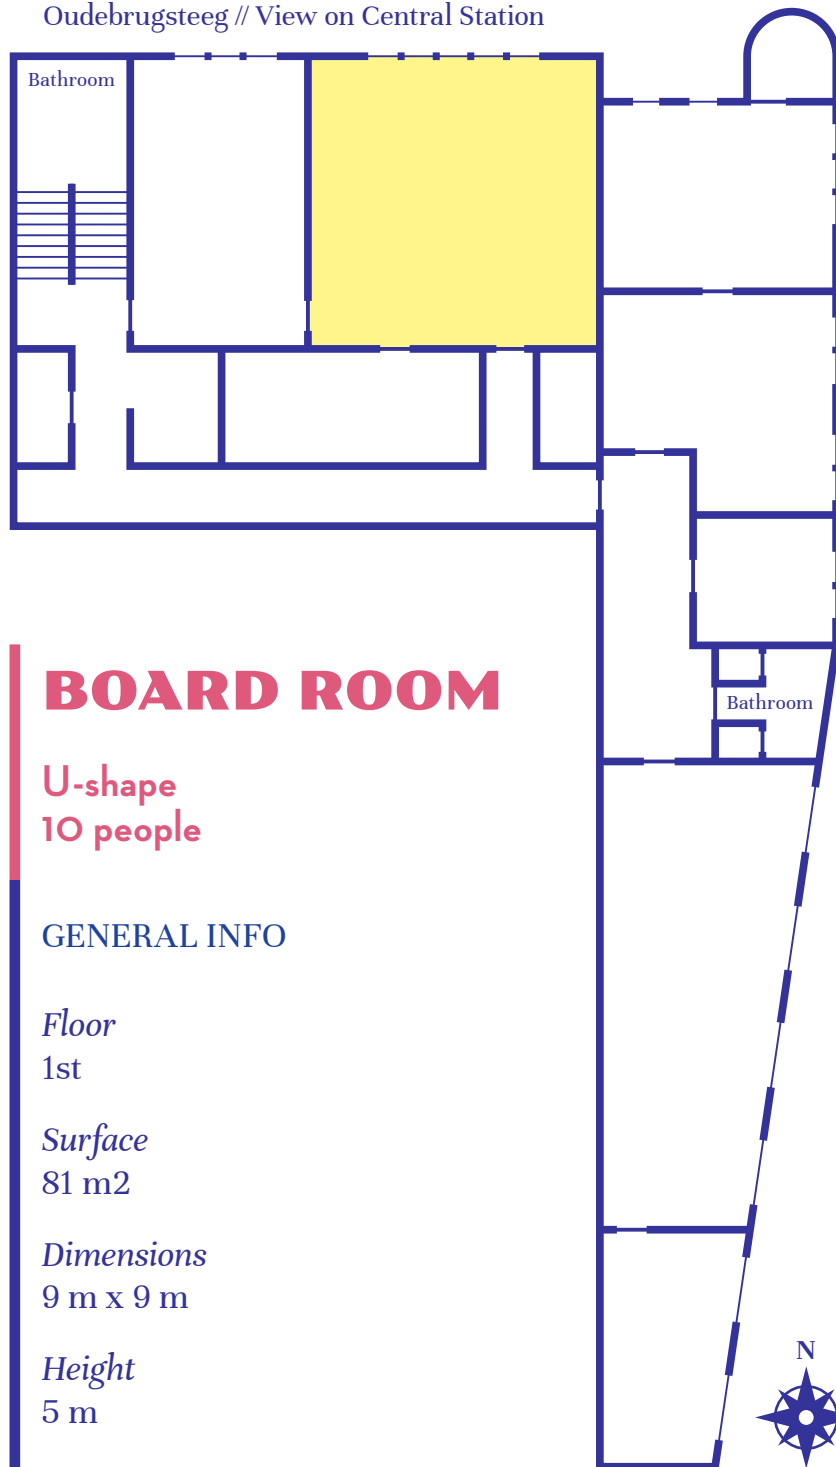 Oudebrugsteeg // View on Central Station
Bathroom
BOARD ROOM
Bathroom
U-shape
10 people
GENERAL INFO
Floor
1st
Surface
81 m2
Dimensions
9 m x 9 m
Height
5 m
N